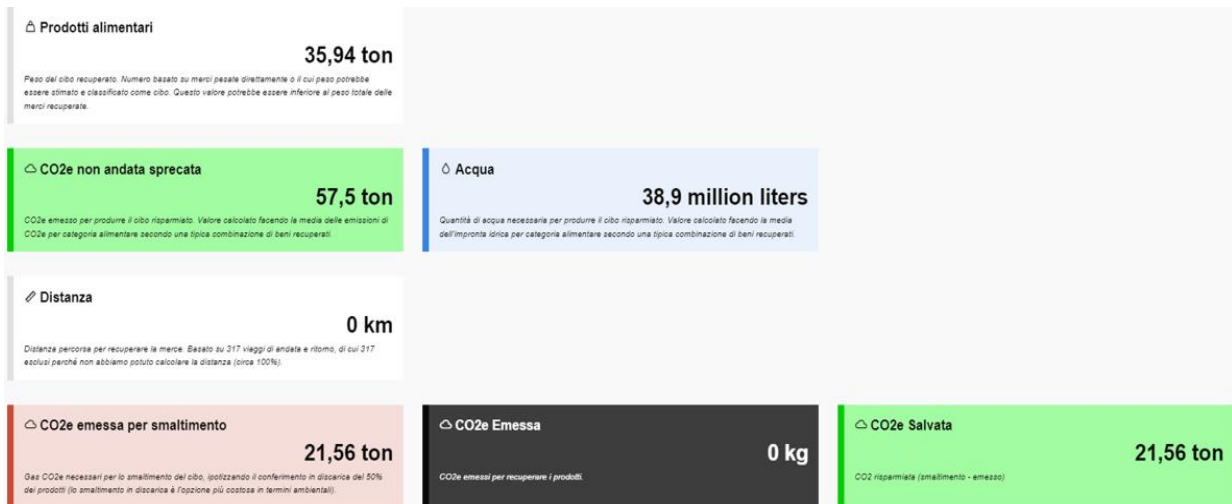 Prodotti alimentari
35,94 ton
Peso del cibo recuperato. Numero basato su merci pesate direttamente o il cui peso potrebbe
essere stimato e classificato come cibo. Questo valore potrebbe essere inferiore al peso totale delle
merci recuperate.
CO2e non andata sprecata
57,5 ton
CO2e emesso per produrre il cibo risparmiato. Valore calcolato facendo la media delle emissioni di
CO2e per categoria alimentare secondo una tipica combinazione di beni recuperati.
Acqua
38,9 million liters
Quantità di acqua necessaria per produrre il cibo risparmiato. Valore calcolato facendo la media
dell'impronta idrica per categoria alimentare secondo una tipica combinazione di beni recuperati.
Distanza
0 km
Distanza percorsa per recuperare la merce. Basato su 317 viaggi di andata e ritorno, di cui 317
esclusi perché non abbiamo potuto calcolare la distanza (circa 100%).
CO2e emessa per smaltimento
21,56 ton
Gas CO2e necessari per lo smaltimento del cibo, ipotizzando il conferimento in discarica del 50%
dei prodotti (lo smaltimento in discarica è l'opzione più costosa in termini ambientali).
CO2e Emessa
0 kg
CO2e emessi per recuperare i prodotti.
CO2e Salvata
21,56 ton
CO2 risparmiata (smaltimento - emesso)